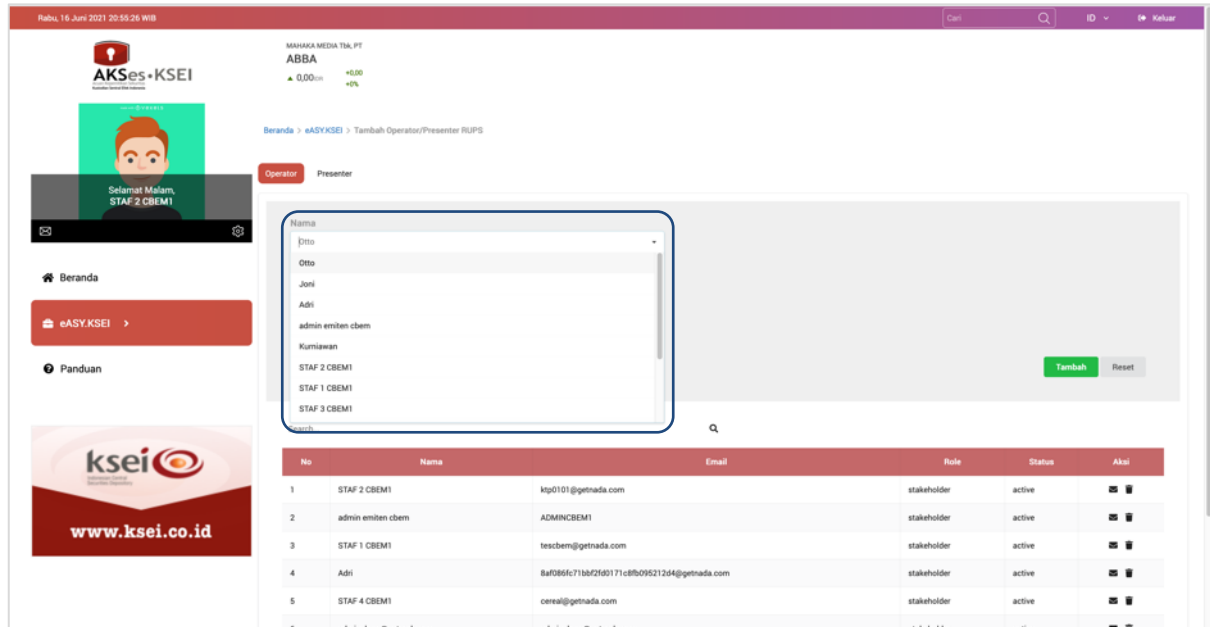 Rabu, 16 Juni 2021 20:55:26 WIB
Cari
ID
Keluar
AKSes•KSEI
MAHAKA MEDIA Tbk, PT
ABBA
0,00
+0,00
+0%
Beranda > eASY.KSEI > Tambah Operator/Presenter RUPS
Selamat Malam,
STAF 2 CBEM1
Operator Presenter
Beranda
eASY.KSEI >
Panduan
Nama
Otto
Otto
Joni
Adri
admin emiten cbem
Kurniawan
STAF 2 CBEM1
STAF 1 CBEM1
STAF 3 CBEM1
Tambah Reset
Search...
ksei
Indonesian Central
Securities Depository
www.ksei.co.id
No Nama Email Role Status Aksi
1 STAF 2 CBEM1 ktp0101@getnada.com stakeholder active
2 admin emiten cbem ADMINCBEM1 stakeholder active
3 STAF 1 CBEM1 tescbem@getnada.com stakeholder active
4 Adri 8af086fc71bbf2fd0171c8fb095212d4@getnada.com stakeholder active
5 STAF 4 CBEM1 cereal@getnada.com stakeholder active